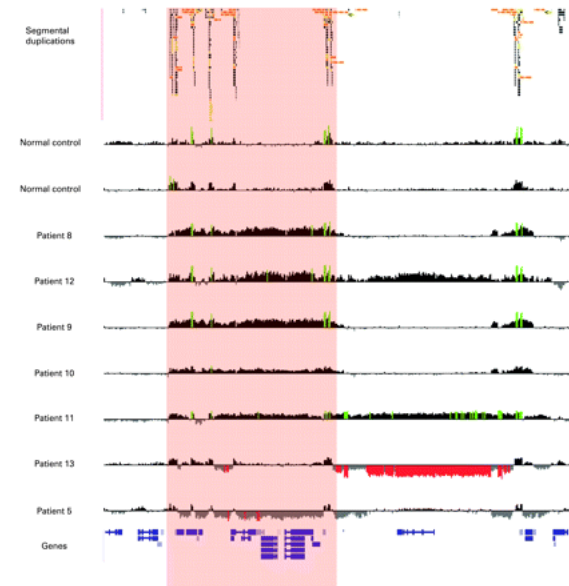 Segmental
duplications
Normal control
Normal control
Patient 8
Patient 12
Patient 9
Patient 10
Patient 11
Patient 13
Patient 5
Genes